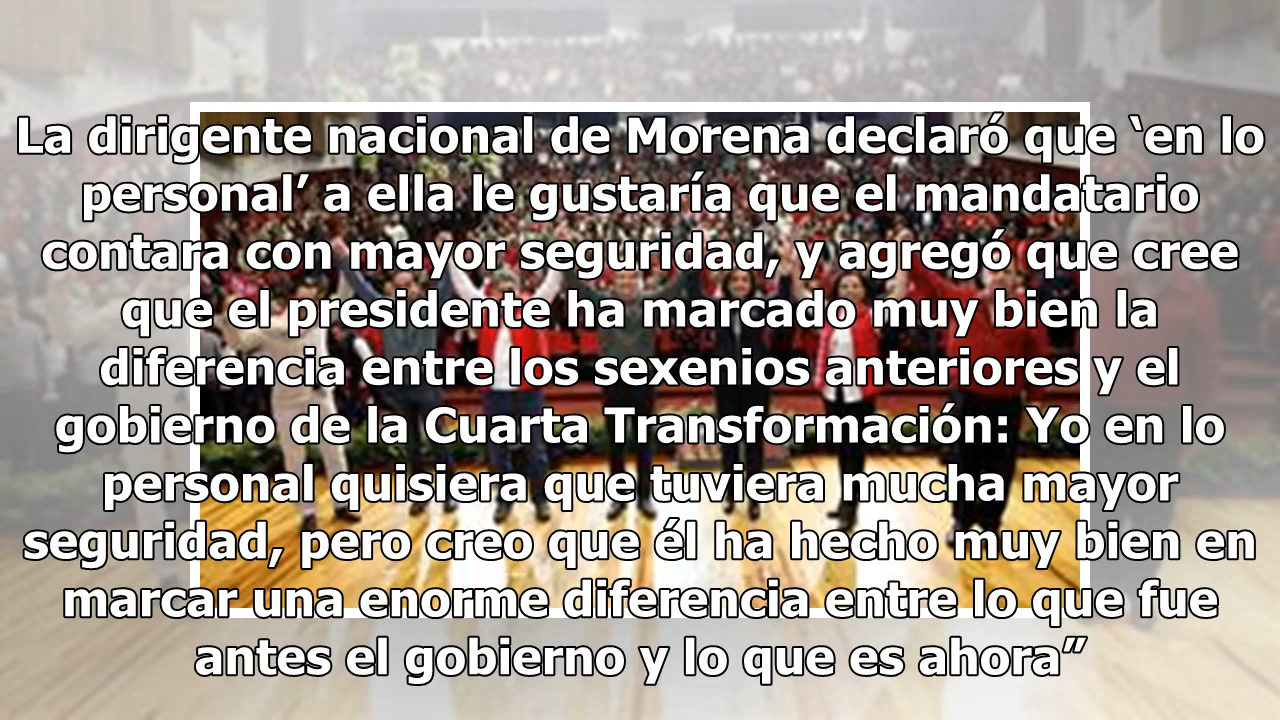 La dirigente nacional de Morena declaró que ‘en lo
personal’ a ella le gustaría que el mandatario
contara con mayor seguridad, y agregó que cree
que el presidente ha marcado muy bien la
diferencia entre los sexenios anteriores y el
gobierno de la Cuarta Transformación: Yo en lo
personal quisiera que tuviera mucha mayor
seguridad, pero creo que él ha hecho muy bien en
marcar una enorme diferencia entre lo que fue
antes el gobierno y lo que es ahora”